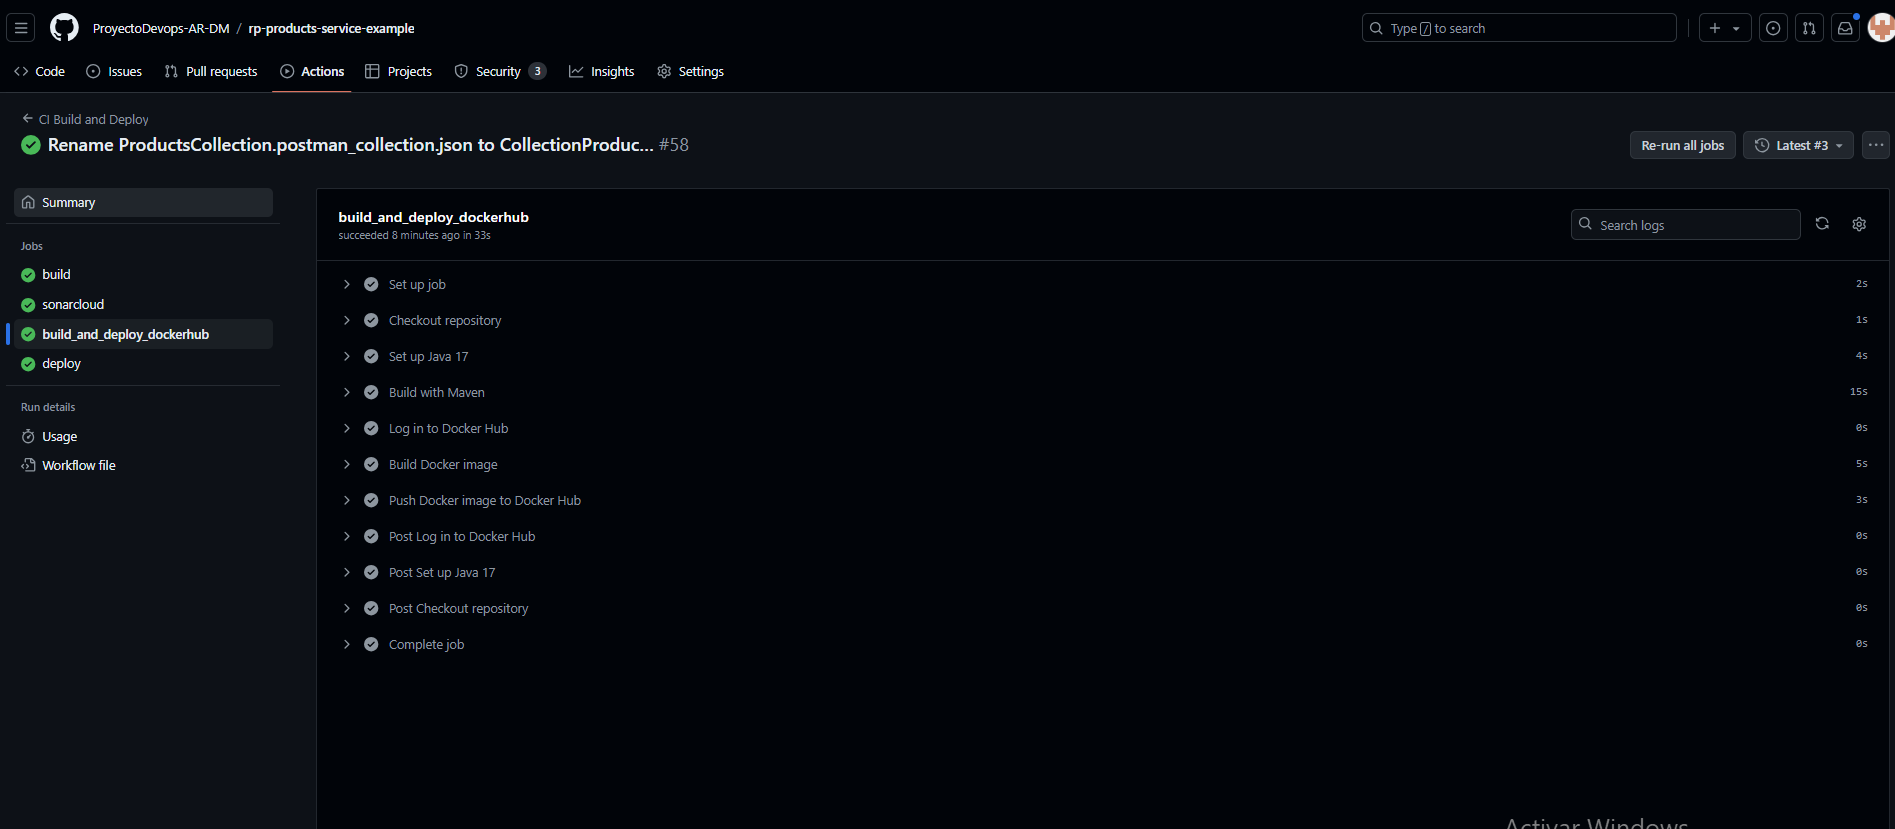 ProyectoDevops-AR-DM / rp-products-service-example
Type / to search
Code Issues Pull requests Actions Projects Security 3 Insights Settings
CI Build and Deploy
Rename ProductsCollection.postman_collection.json to CollectionProduc... #58
Re-run all jobs
Latest #3
Summary
Jobs
build
sonarcloud
build_and_deploy_dockerhub
deploy
Run details
Usage
Workflow file
build_and_deploy_dockerhub
succeeded 8 minutes ago in 33s
Search logs
Set up job 2s
Checkout repository 1s
Set up Java 17 4s
Build with Maven 15s
Log in to Docker Hub 0s
Build Docker image 5s
Push Docker image to Docker Hub 3s
Post Log in to Docker Hub 0s
Post Set up Java 17 0s
Post Checkout repository 0s
Complete job 0s
Activar Windows